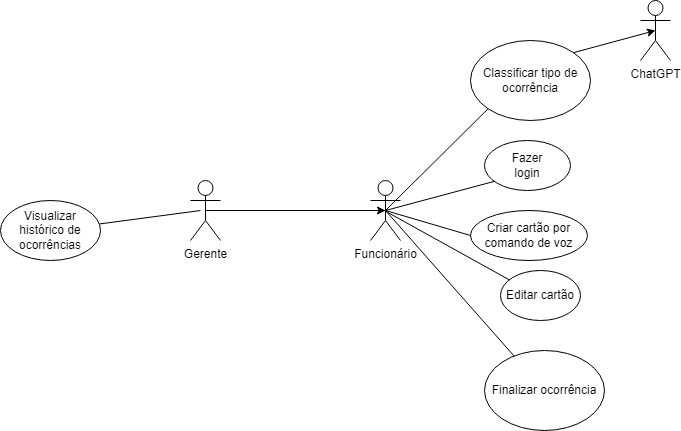 ChatGPT
Classificar tipo de
ocorrência
Fazer
login
Visualizar
histórico de
ocorrências
Gerente
Funcionário
Criar cartão por
comando de voz
Editar cartão
Finalizar ocorrência